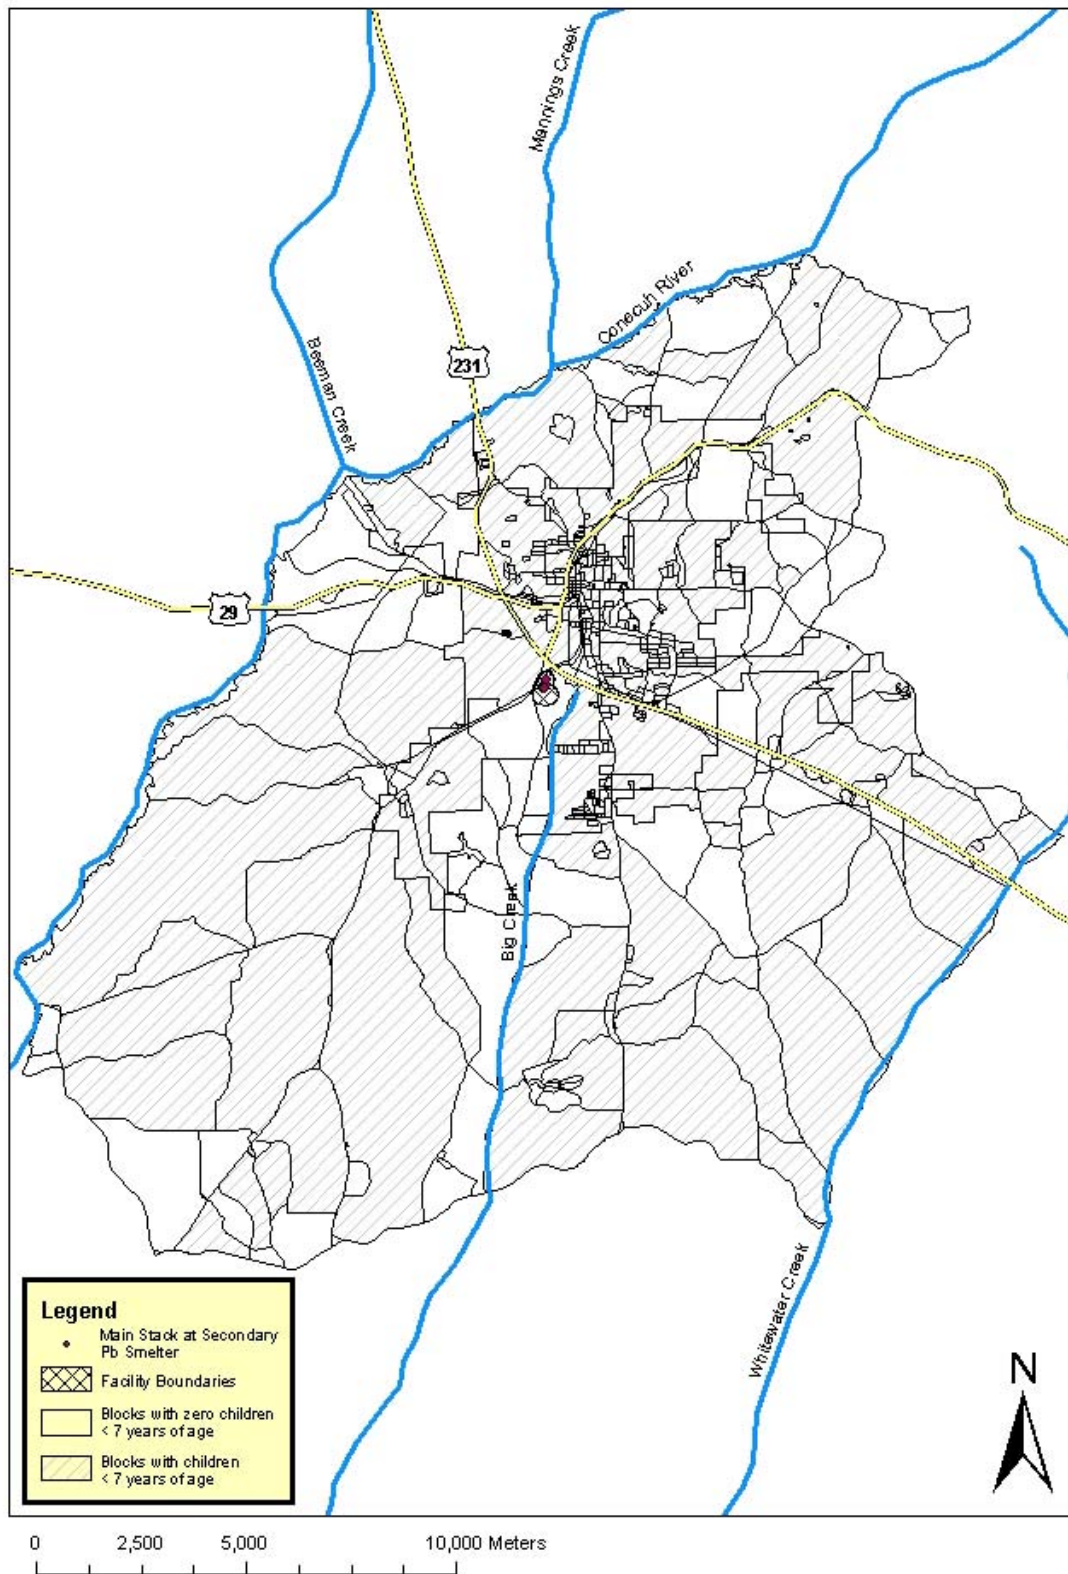 Mannings Creek
Conecuh River
231
Beeman Creek
29
Big Creek
Whitewater Creek
Legend
Main Stack at Secondary
Pb Smelter
Facility Boundaries
Blocks with zero children
< 7 years of age
Blocks with children
< 7 years of age
N
0 2,500 5,000 10,000 Meters